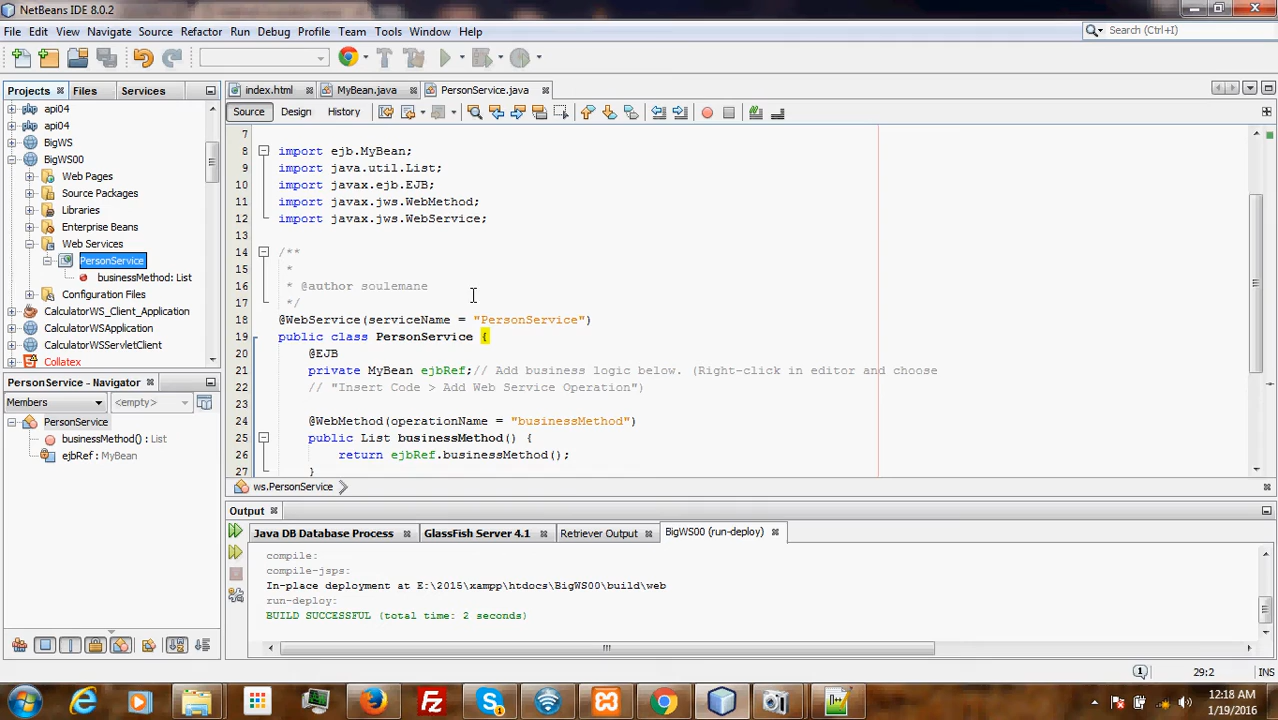 NetBeans IDE 8.0.2
File Edit View Navigate Source Refactor Run Debug Profile Team Tools Window Help
Search (Ctrl+I)
Projects Files Services
index.html MyBean.java PersonService.java
Source Design History
api04
api04
BigWS
BigWS00
Web Pages
Source Packages
Libraries
Enterprise Beans
Web Services
PersonService
businessMethod: List
Configuration Files
CalculatorWS_Client_Application
CalculatorWSApplication
CalculatorWSServletClient
Collatex
7
8 import ejb.MyBean;
9 import java.util.List;
10 import javax.ejb.EJB;
11 import javax.jws.WebMethod;
12 import javax.jws.WebService;
13
14 /**
15 *
16 * @author soulemane
17 */
18 @WebService(serviceName = "PersonService")
19 public class PersonService {
20 @EJB
21 private MyBean ejbRef;// Add business logic below. (Right-click in editor and choose
22 // "Insert Code > Add Web Service Operation")
23
24 @WebMethod(operationName = "businessMethod")
25 public List businessMethod() {
26 return ejbRef.businessMethod();
27 }
ws.PersonService
PersonService - Navigator
Members <empty>
PersonService
businessMethod() : List
ejbRef : MyBean
Output
Java DB Database Process GlassFish Server 4.1 Retriever Output BigWS00 (run-deploy)
compile:
compile-jsps:
In-place deployment at E:\2015\xampp\htdocs\BigWS00\build\web
run-deploy:
BUILD SUCCESSFUL (total time: 2 seconds)
1 29:2 INS
12:18 AM
1/19/2016